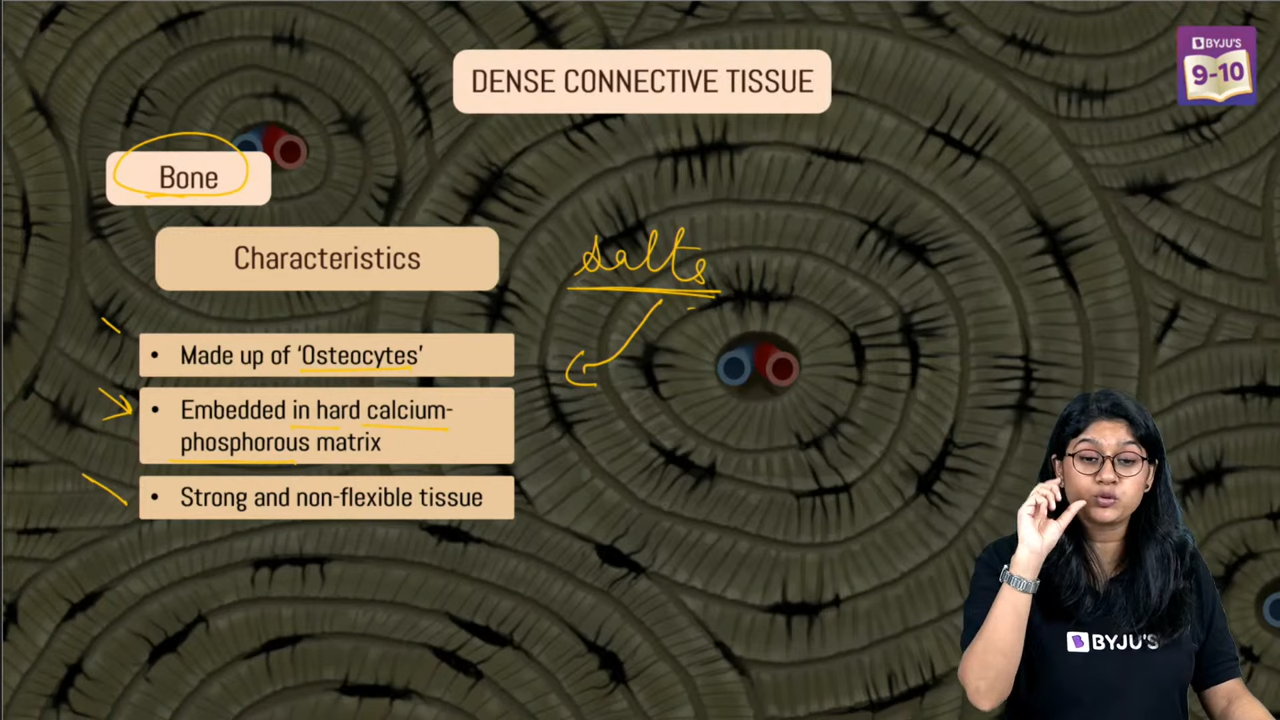 DENSE CONNECTIVE TISSUE
BYJU'S
9-10
Bone
Characteristics
salts
• Made up of ‘Osteocytes’
• Embedded in hard calcium-
phosphorous matrix
• Strong and non-flexible tissue
BYJU'S